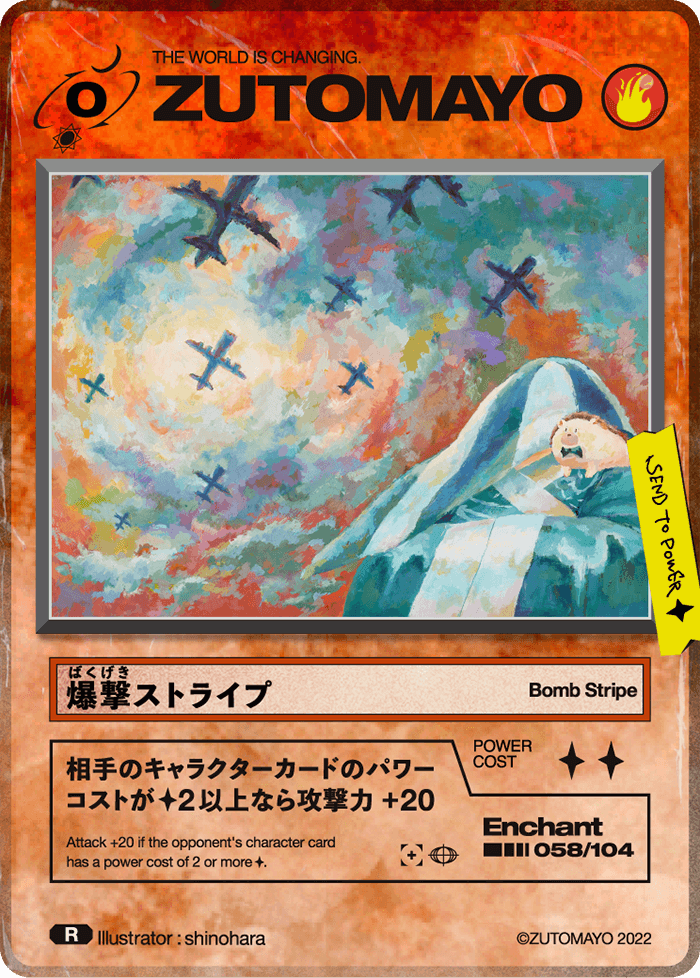 THE WORLD IS CHANGING.
ZUTOMAYO
SEND TO POWER
ばくげき
爆撃ストライプ
Bomb Stripe
相手のキャラクターカードのパワー
コストが✦2以上なら攻撃力 +20
Attack +20 if the opponent's character card
has a power cost of 2 or more✦.
POWER
COST
Enchant
058/104
R
Illustrator : shinohara
©ZUTOMAYO 2022